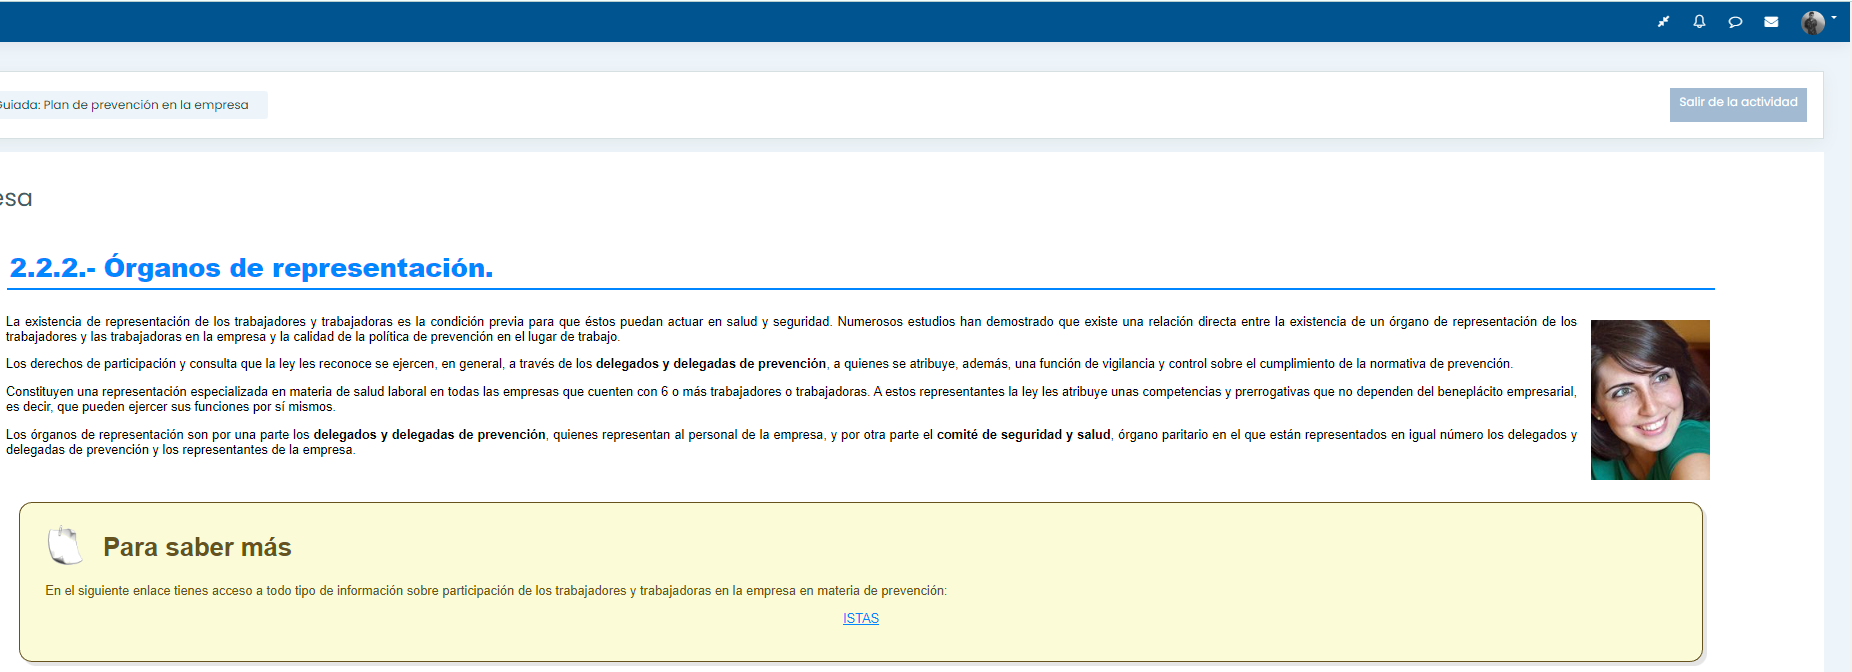 Guiada: Plan de prevención en la empresa
Salir de la actividad
esa
2.2.2.- Órganos de representación.
La existencia de representación de los trabajadores y trabajadoras es la condición previa para que éstos puedan actuar en salud y seguridad. Numerosos estudios han demostrado que existe una relación directa entre la existencia de un órgano de representación de los
trabajadores y las trabajadoras en la empresa y la calidad de la política de prevención en el lugar de trabajo.
Los derechos de participación y consulta que la ley les reconoce se ejercen, en general, a través de los delegados y delegadas de prevención, a quienes se atribuye, además, una función de vigilancia y control sobre el cumplimiento de la normativa de prevención.
Constituyen una representación especializada en materia de salud laboral en todas las empresas que cuenten con 6 o más trabajadores o trabajadoras. A estos representantes la ley les atribuye unas competencias y prerrogativas que no dependen del beneplácito empresarial,
es decir, que pueden ejercer sus funciones por sí mismos.
Los órganos de representación son por una parte los delegados y delegadas de prevención, quienes representan al personal de la empresa, y por otra parte el comité de seguridad y salud, órgano paritario en el que están representados en igual número los delegados y
delegadas de prevención y los representantes de la empresa.
Para saber más
En el siguiente enlace tienes acceso a todo tipo de información sobre participación de los trabajadores y trabajadoras en la empresa en materia de prevención:
ISTAS